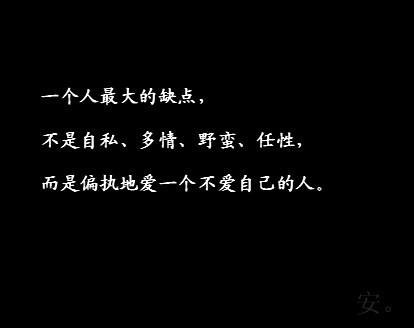 一个人最大的缺点，
不是自私、多情、野蛮、任性，
而是偏执地爱一个不爱自己的人。
安。